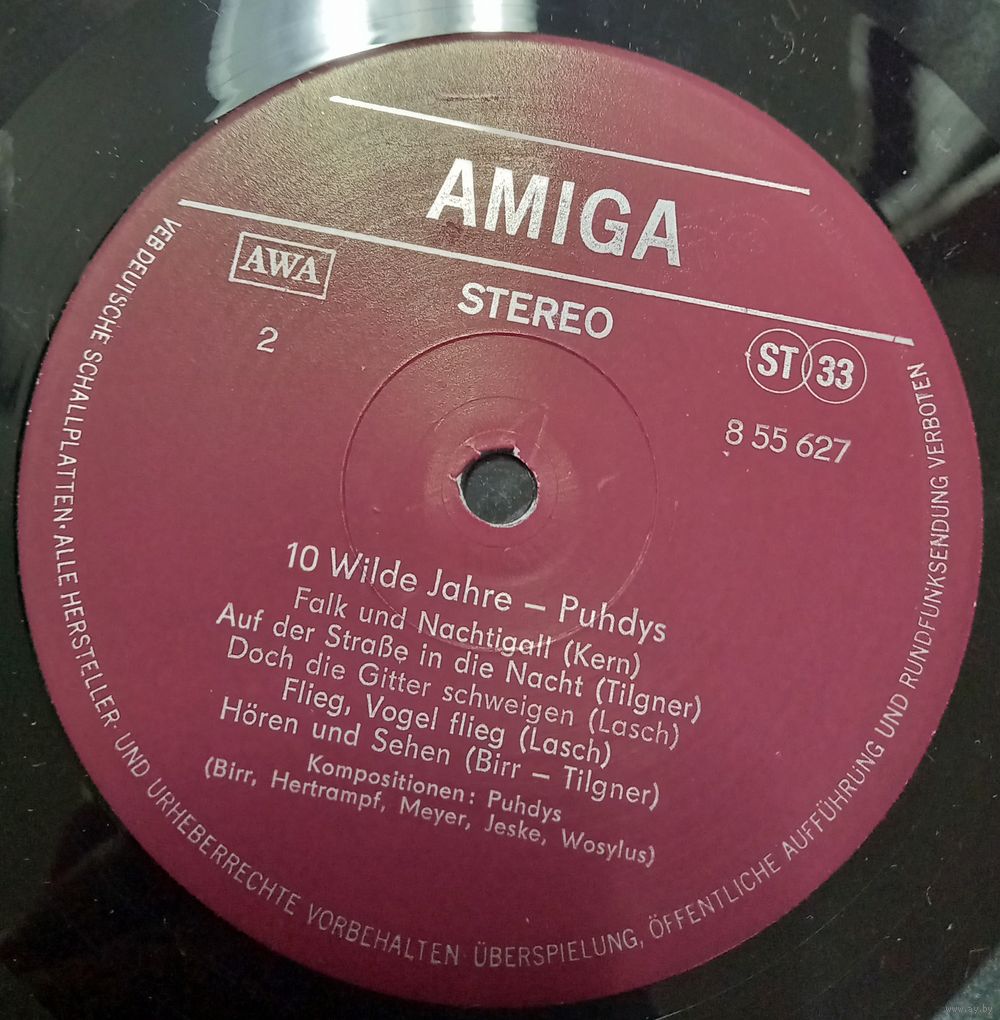 AMIGA
AWA
STEREO
2
ST 33
8 55 627
10 Wilde Jahre – Puhdys
Falk und Nachtigall (Kern)
Auf der Straße in die Nacht (Tilgner)
Doch die Gitter schweigen (Lasch)
Flieg, Vogel flieg (Lasch)
Hören und Sehen (Birr – Tilgner)
Kompositionen: Puhdys
(Birr, Hertrampf, Meyer, Jeske, Wosylus)
VEB DEUTSCHE SCHALLPLATTEN · ALLE HERSTELLER- UND URHEBERRECHTE VORBEHALTEN · ÜBERSPIELUNG, ÖFFENTLICHE AUFFÜHRUNG UND RUNDFUNKSENDUNG VERBOTEN
www.ay.by